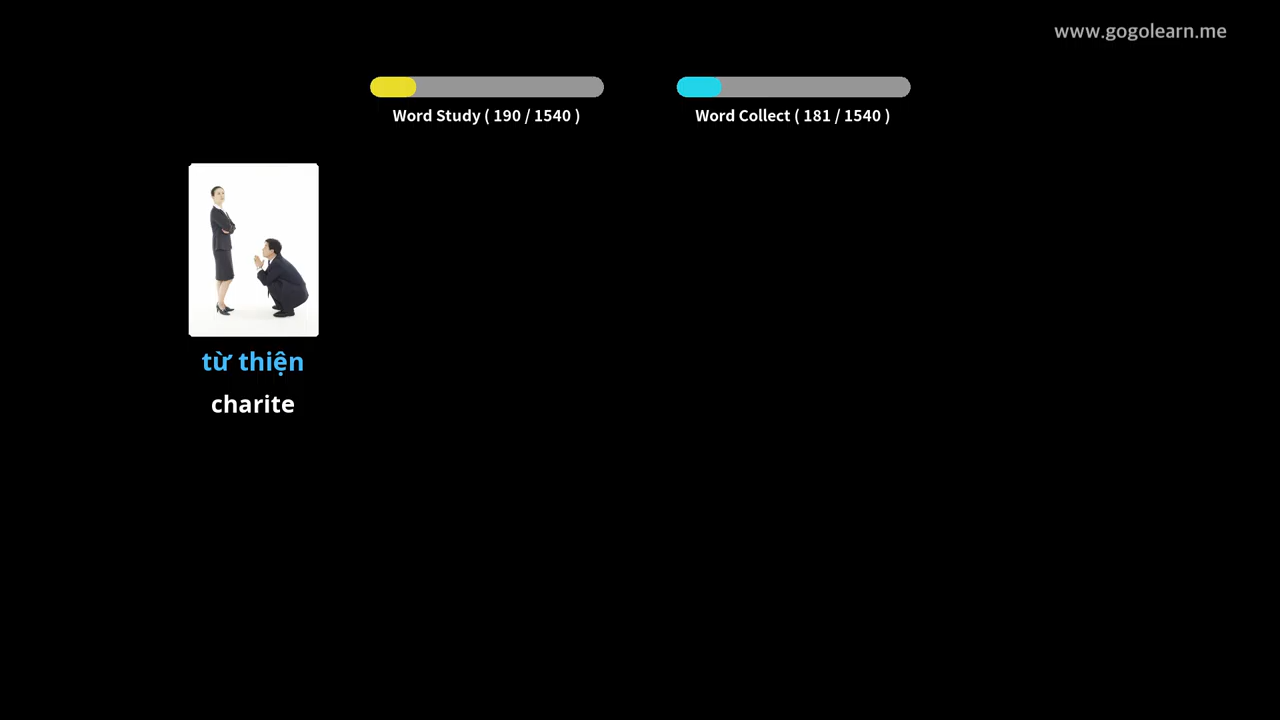 www.gogolearn.me
Word Study ( 190 / 1540 )
Word Collect ( 181 / 1540 )
từ thiện
charite